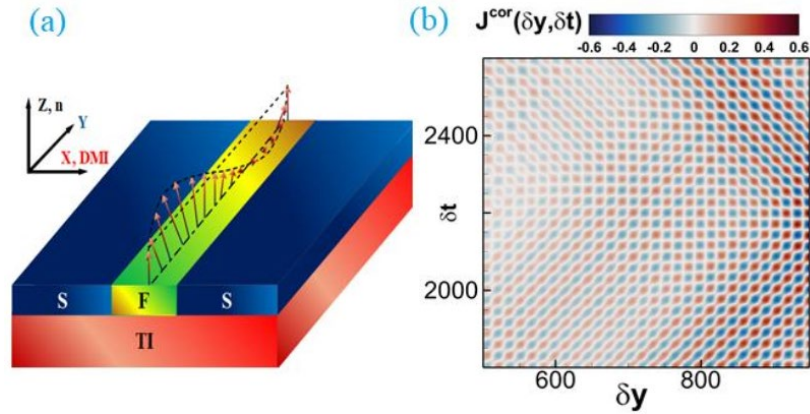 (a)
Z, n
Y
X, DMI
S
F
S
TI
(b)
J^cor(δy,δt)
-0.6 -0.4 -0.2 0 0.2 0.4 0.6
2400
δt
2000
600 800
δy